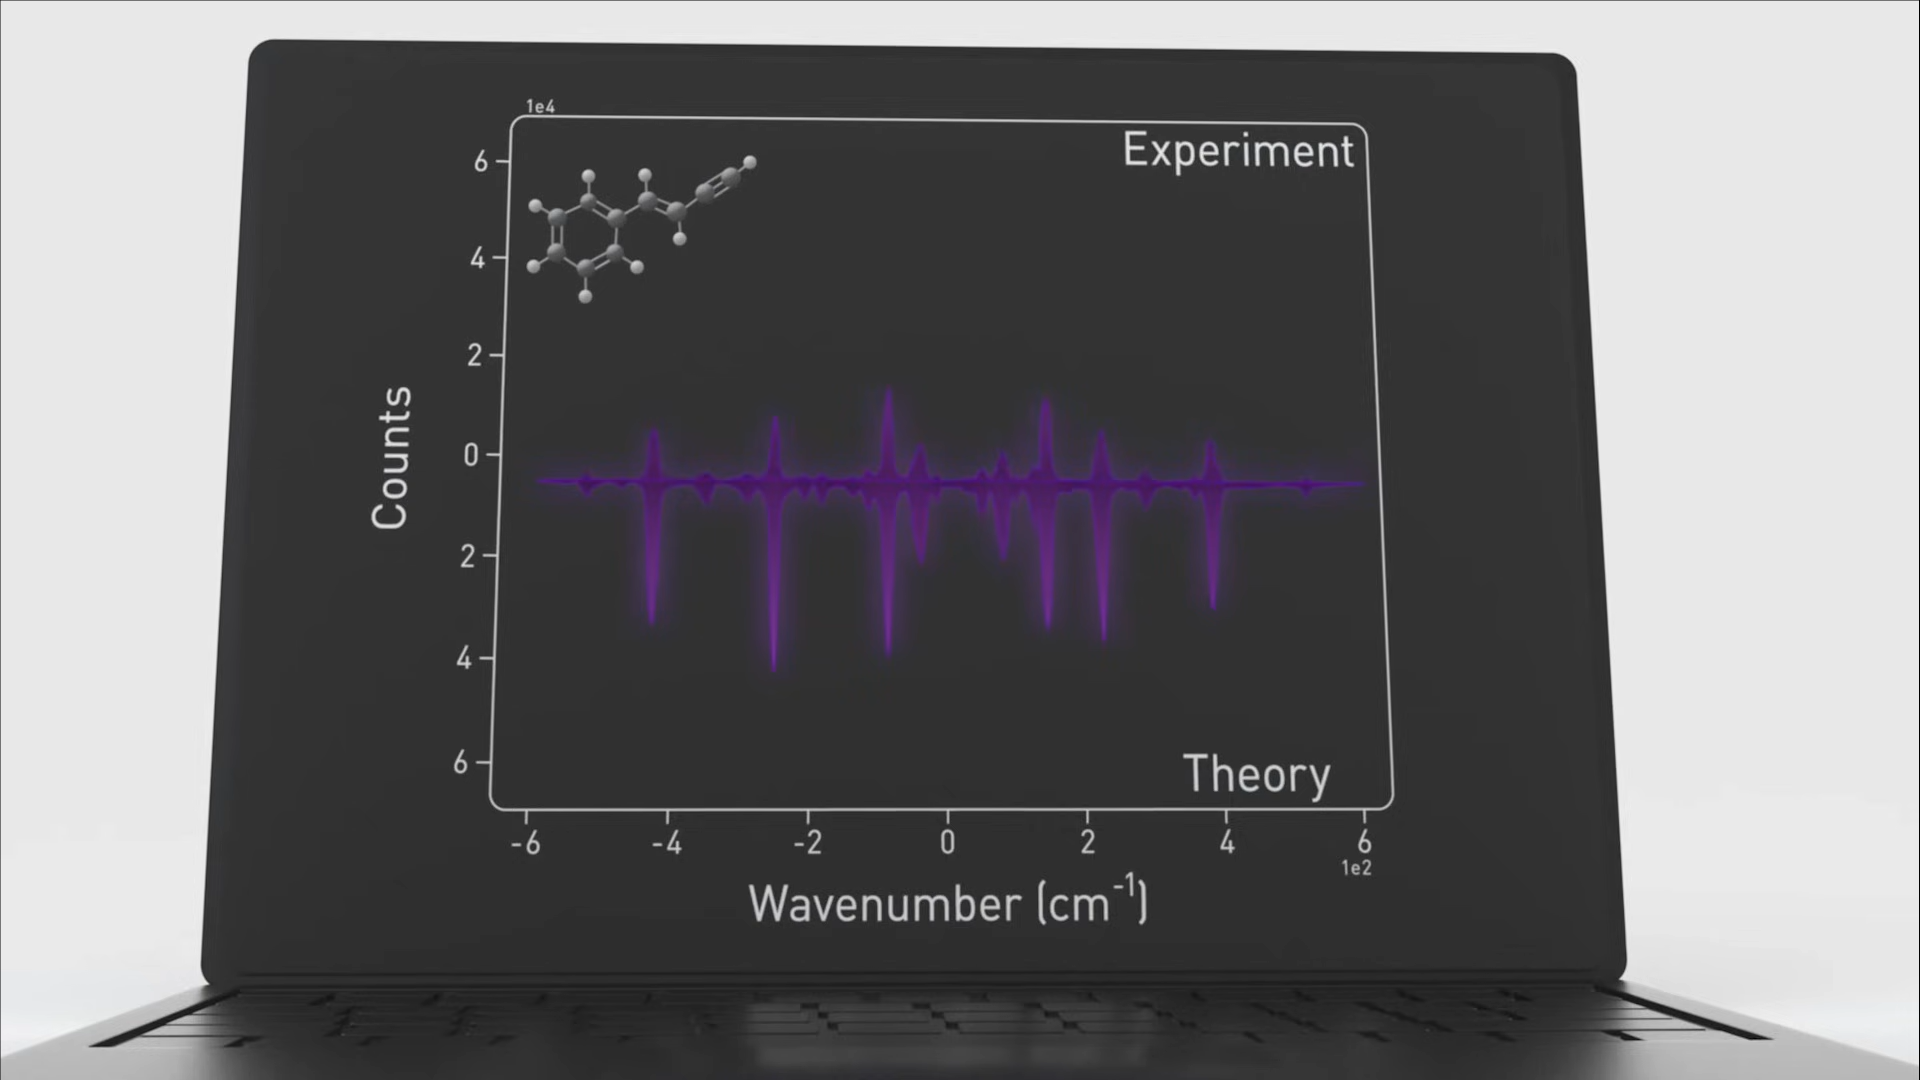 1e4
Experiment
6
4
2
0
2
4
6
Counts
Theory
-6 -4 -2 0 2 4 6
1e2
Wavenumber (cm⁻¹)